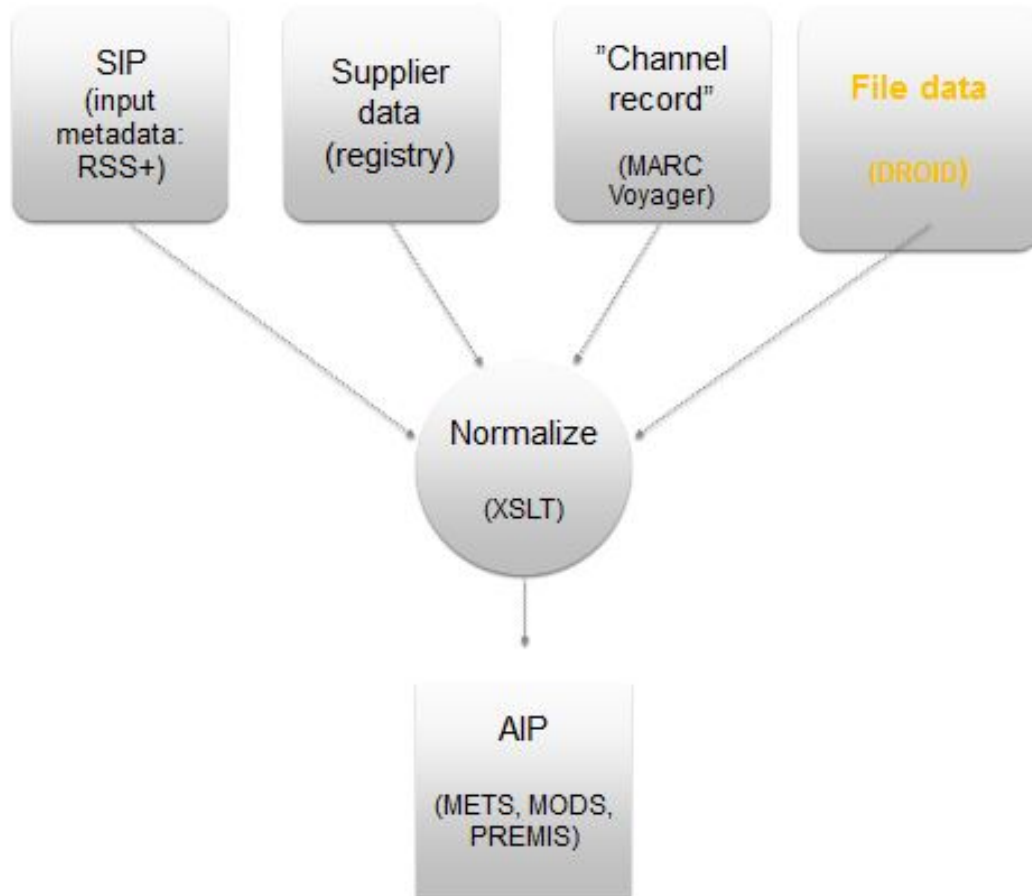 SIP
(input
metadata:
RSS+)
Supplier
data
(registry)
”Channel
record”
(MARC
Voyager)
File data
(DROID)
Normalize
(XSLT)
AIP
(METS, MODS,
PREMIS)